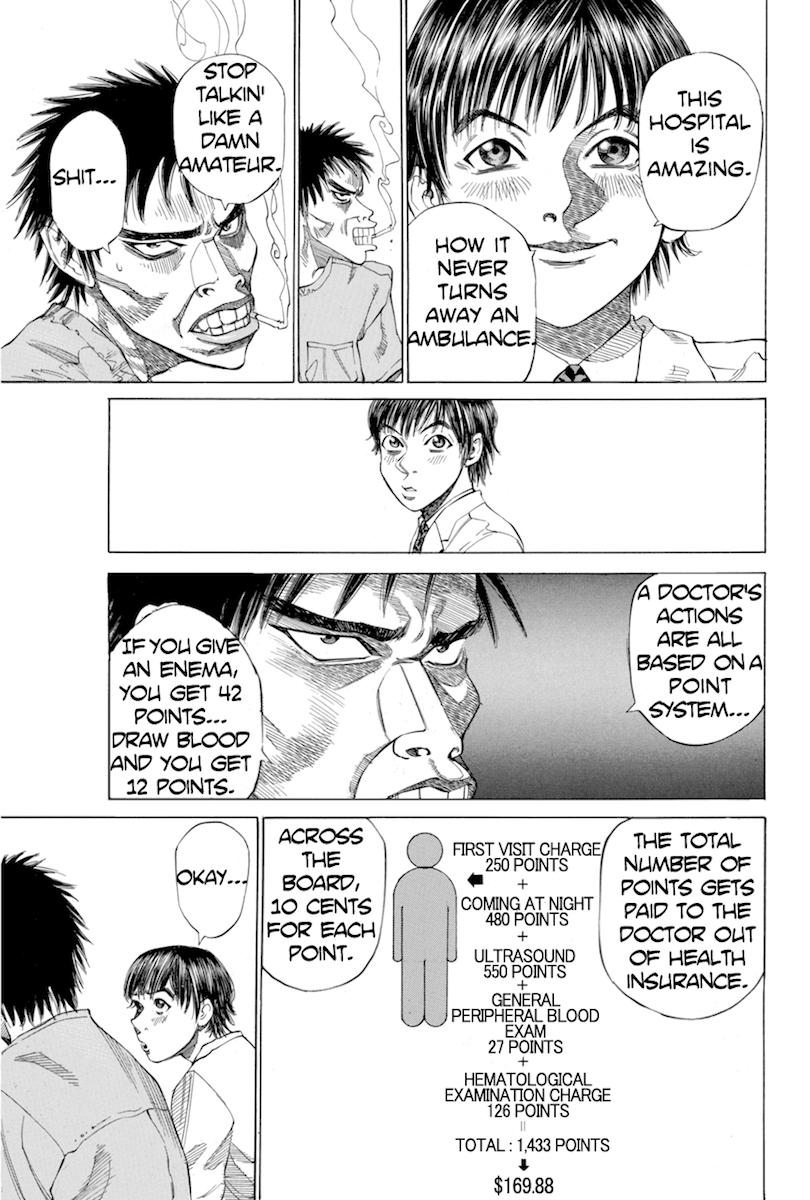 THIS
HOSPITAL
IS
AMAZING.
HOW IT
NEVER
TURNS
AWAY AN
AMBULANCE.
STOP
TALKIN'
LIKE A
DAMN
AMATEUR.
SHIT...
A DOCTOR'S
ACTIONS
ARE ALL
BASED ON A
POINT
SYSTEM...
IF YOU GIVE
AN ENEMA,
YOU GET 42
POINTS...
DRAW BLOOD
AND YOU GET
12 POINTS.
THE TOTAL
NUMBER OF
POINTS GETS
PAID TO THE
DOCTOR OUT
OF HEALTH
INSURANCE.
FIRST VISIT CHARGE
250 POINTS
+
COMING AT NIGHT
480 POINTS
+
ULTRASOUND
550 POINTS
+
GENERAL
PERIPHERAL BLOOD
EXAM
27 POINTS
+
HEMATOLOGICAL
EXAMINATION CHARGE
126 POINTS
=
TOTAL : 1,433 POINTS
$169.88
ACROSS
THE
BOARD,
10 CENTS
FOR EACH
POINT.
OKAY...